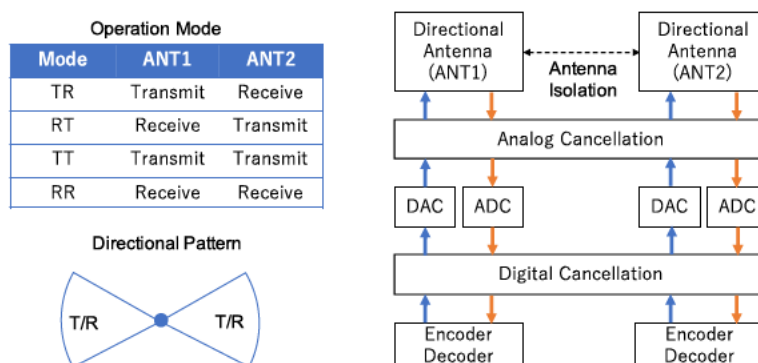 Operation Mode
Mode ANT1 ANT2
TR Transmit Receive
RT Receive Transmit
TT Transmit Transmit
RR Receive Receive
Directional Pattern
T/R T/R
Directional
Antenna
(ANT1)
Antenna
Isolation
Directional
Antenna
(ANT2)
Analog Cancellation
DAC ADC DAC ADC
Digital Cancellation
Encoder
Decoder
Encoder
Decoder